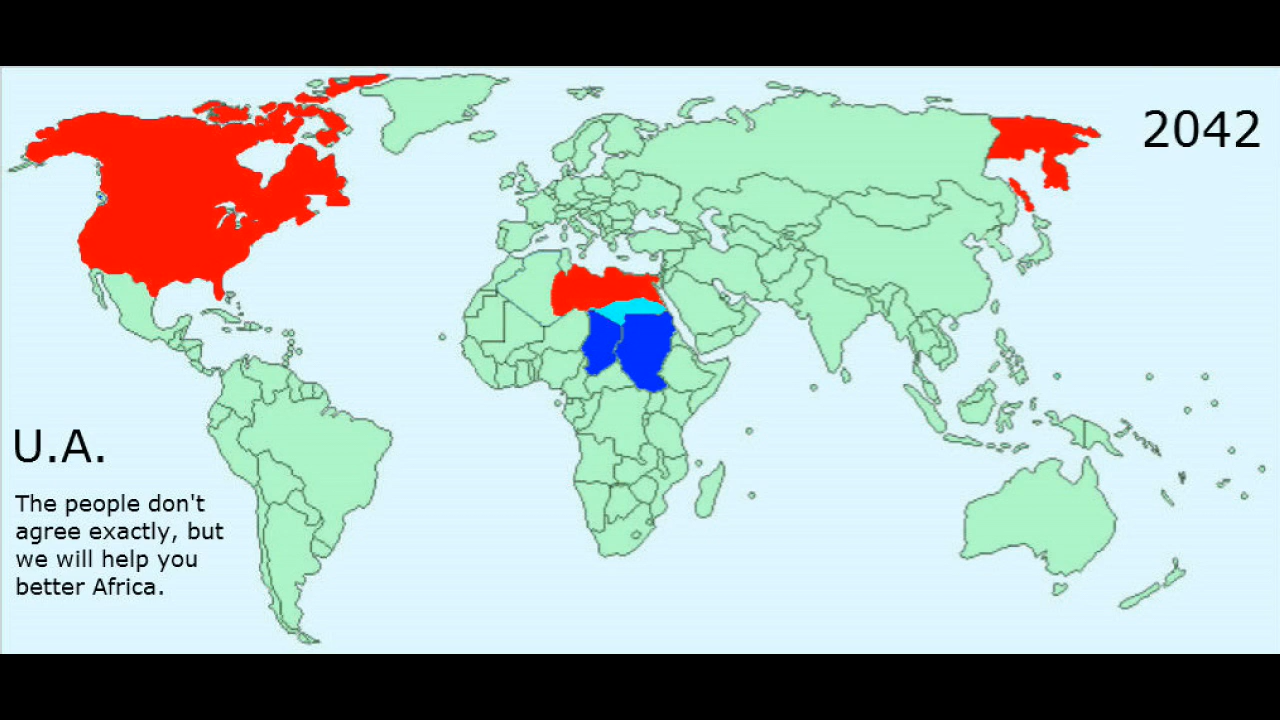 2042
U.A.
The people don't
agree exactly, but
we will help you
better Africa.